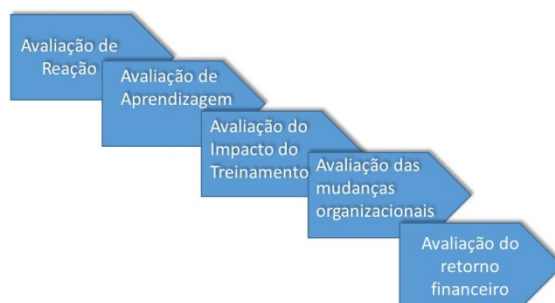 Avaliação de
Reação
Avaliação de
Aprendizagem
Avaliação do
Impacto do
Treinamento
Avaliação das
mudanças
organizacionais
Avaliação do
retorno
financeiro